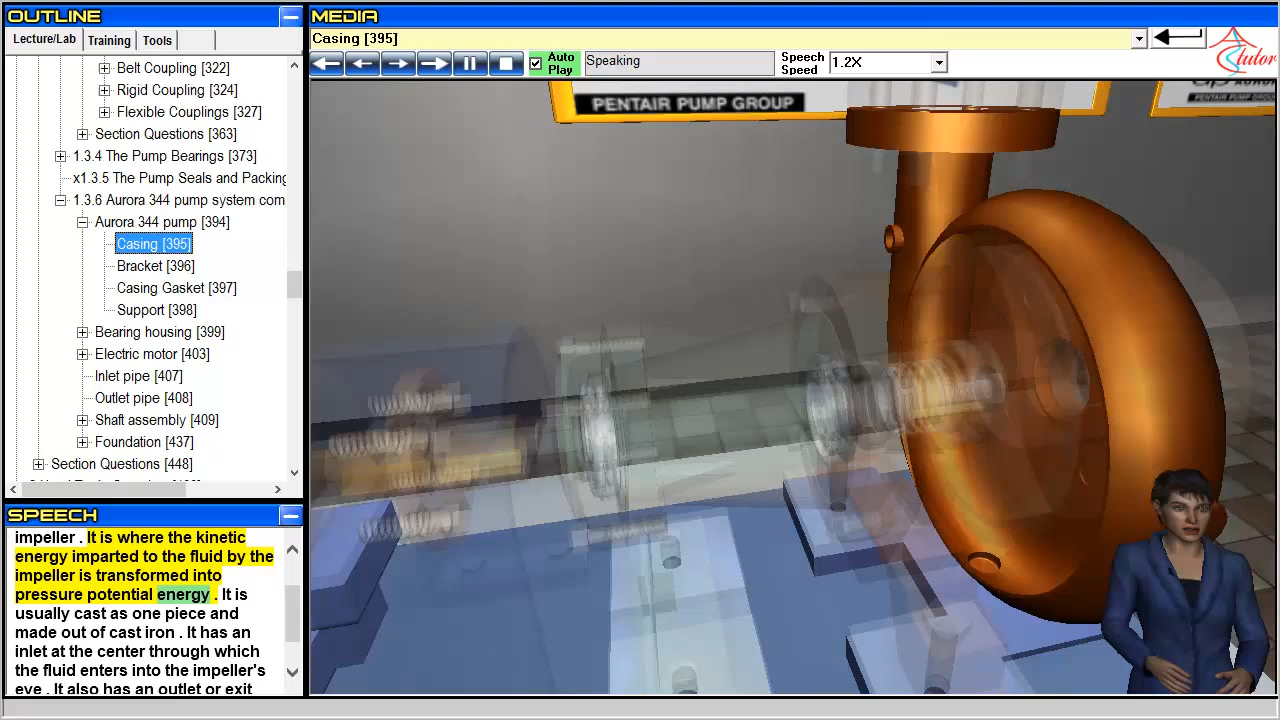 OUTLINE
Lecture/Lab Training Tools
Belt Coupling [322]
Rigid Coupling [324]
Flexible Couplings [327]
Section Questions [363]
1.3.4 The Pump Bearings [373]
x1.3.5 The Pump Seals and Packing
1.3.6 Aurora 344 pump system com
Aurora 344 pump [394]
Casing [395]
Bracket [396]
Casing Gasket [397]
Support [398]
Bearing housing [399]
Electric motor [403]
Inlet pipe [407]
Outlet pipe [408]
Shaft assembly [409]
Foundation [437]
Section Questions [448]
SPEECH
impeller . It is where the kinetic
energy imparted to the fluid by the
impeller is transformed into
pressure potential energy . It is
usually cast as one piece and
made out of cast iron . It has an
inlet at the center through which
the fluid enters into the impeller's
eye . It also has an outlet or exit
MEDIA
Casing [395]
Auto
Play
Speaking
Speech
Speed
1.2X
tutor
PENTAIR PUMP GROUP
PENTAIR PUMP GROUP